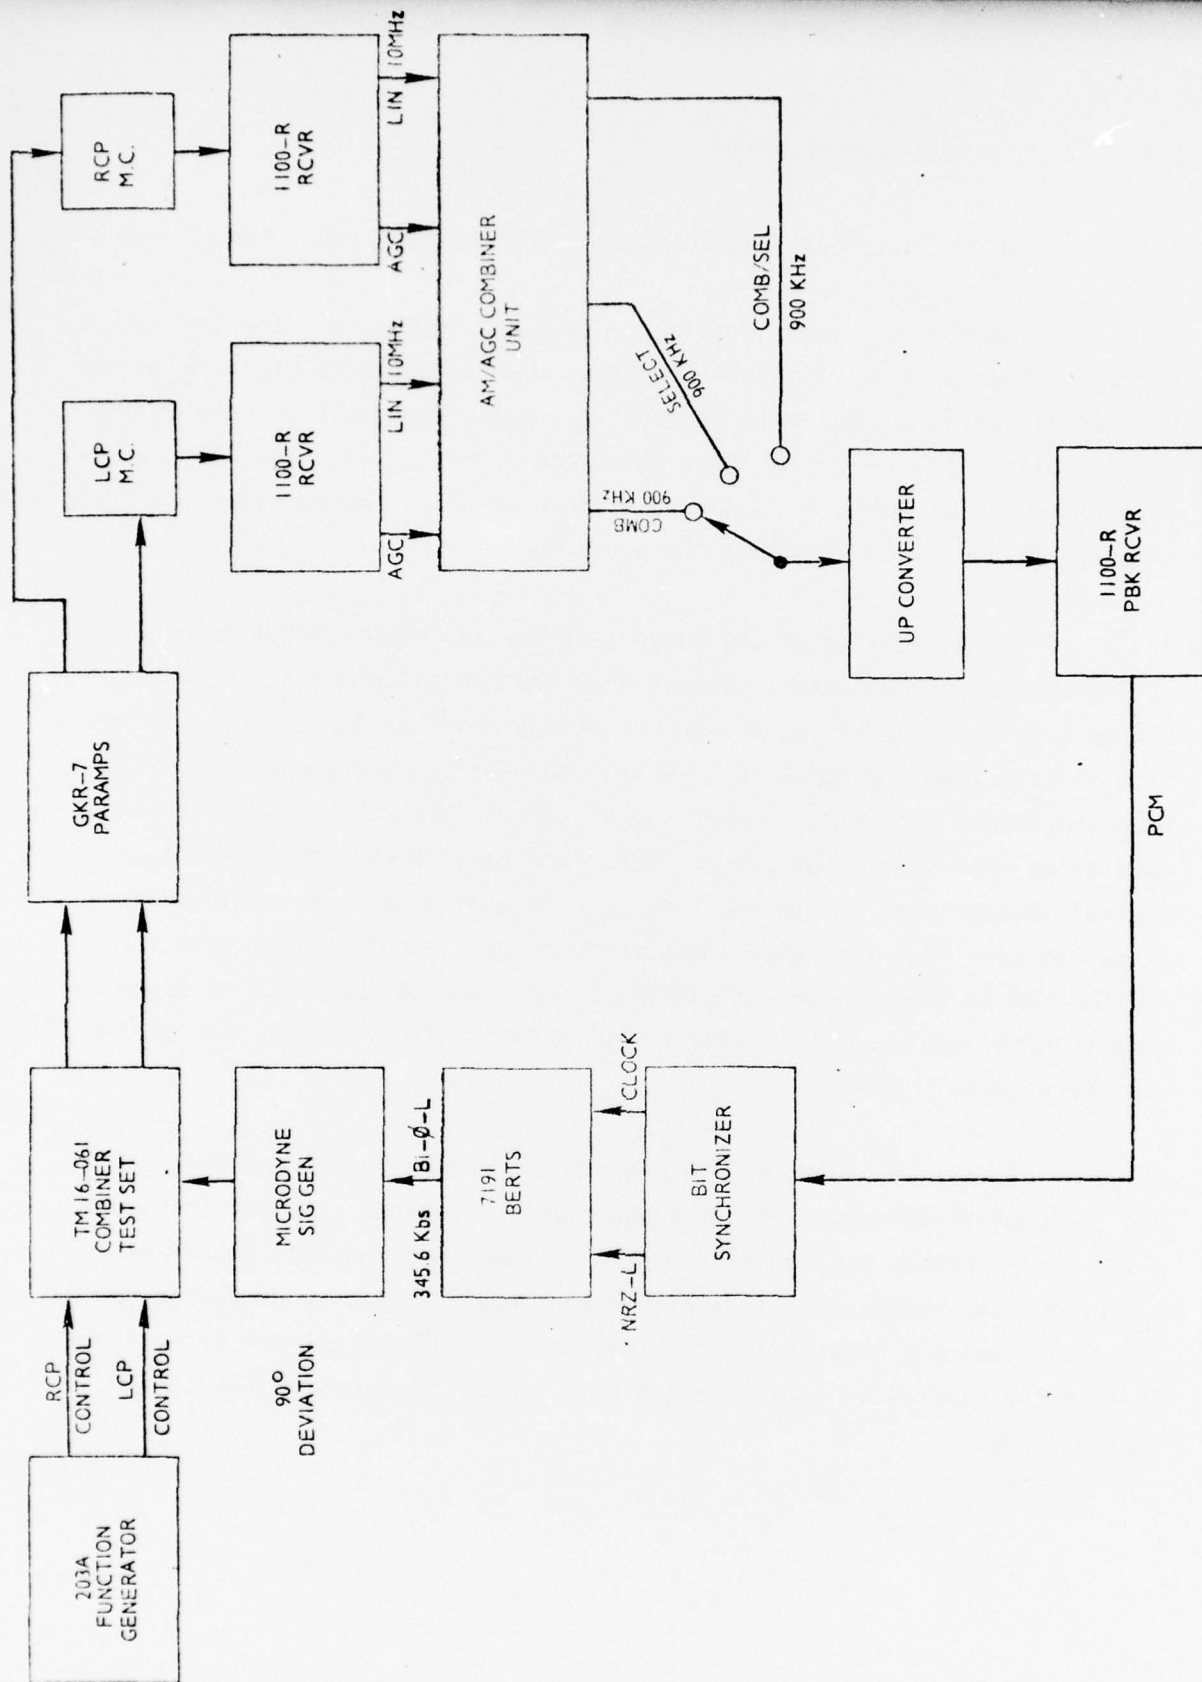 203A
FUNCTION
GENERATOR
RCP
CONTROL
LCP
CONTROL
TM 16-061
COMBINER
TEST SET
GKR-7
PARAMPS
LCP
M.C.
RCP
M.C.
90°
DEVIATION
MICRODYNE
SIG GEN
345.6 Kbs
Bi-Ø-L
7191
BERTS
NRZ-L
CLOCK
BIT
SYNCHRONIZER
1100-R
RCVR
1100-R
RCVR
AGC
LIN
10MHz
AGC
LIN
10MHz
AM/AGC COMBINER
UNIT
COMB
900 KHz
SELECT
900 KHz
COMB/SEL
900 KHz
UP CONVERTER
1100-R
PBK RCVR
PCM